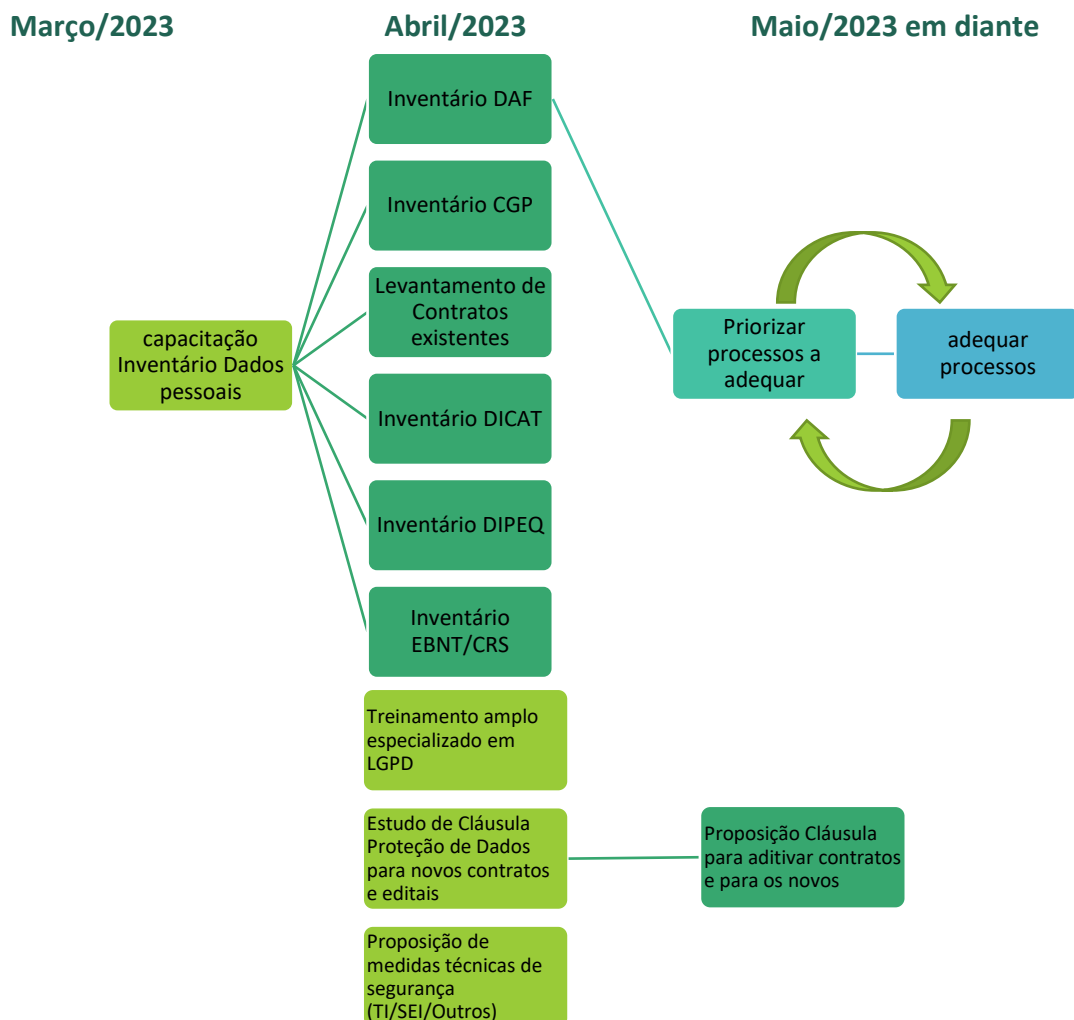 Março/2023
Abril/2023
Maio/2023 em diante
capacitação
Inventário Dados
pessoais
Inventário DAF
Inventário CGP
Levantamento de
Contratos
existentes
Inventário DICAT
Inventário DIPEQ
Inventário
EBNT/CRS
Treinamento amplo
especializado em
LGPD
Estudo de Cláusula
Proteção de Dados
para novos contratos
e editais
Proposição de
medidas técnicas de
segurança
(TI/SEI/Outros)
Priorizar
processos a
adequar
adequar
processos
Proposição Cláusula
para aditivar contratos
e para os novos